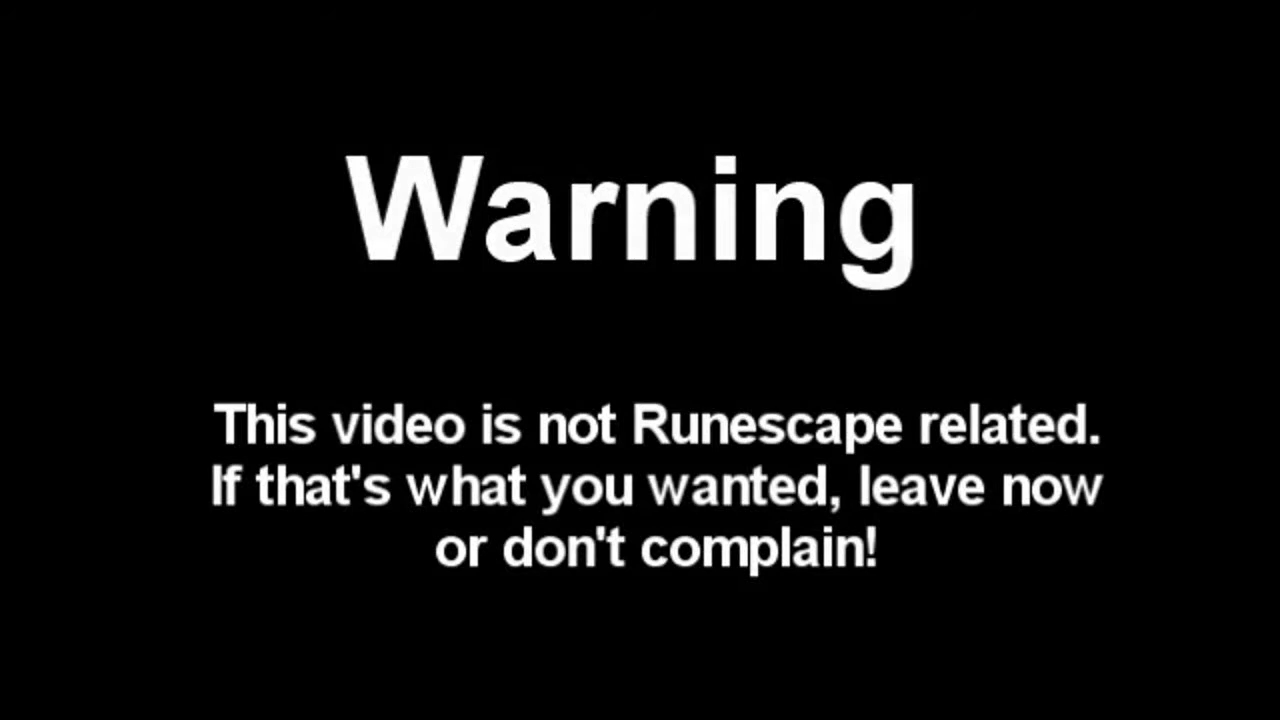 Warning
This video is not Runescape related.
If that's what you wanted, leave now
or don't complain!